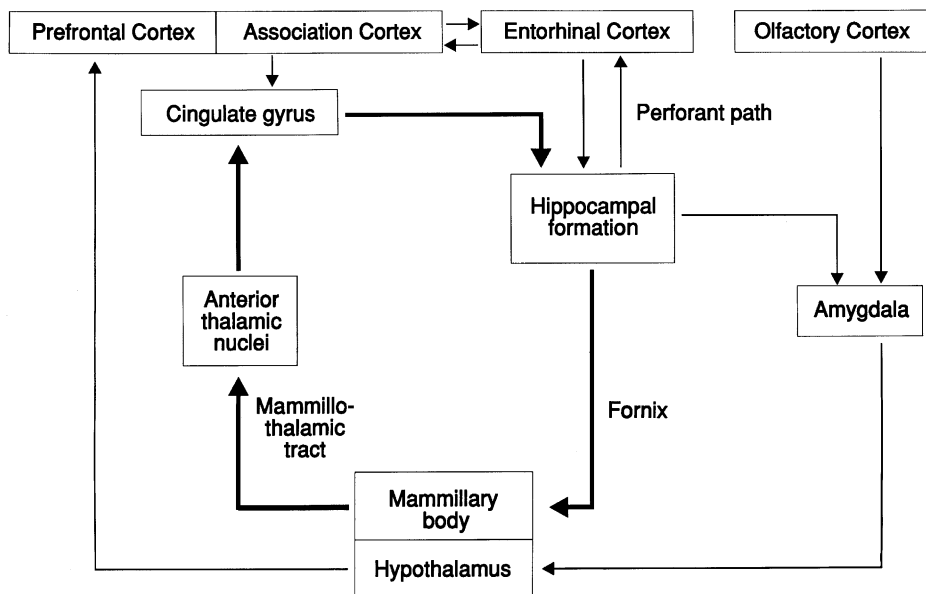 Prefrontal Cortex
Association Cortex
Entorhinal Cortex
Olfactory Cortex
Cingulate gyrus
Perforant path
Hippocampal
formation
Anterior
thalamic
nuclei
Amygdala
Mammillo-
thalamic
tract
Fornix
Mammillary
body
Hypothalamus